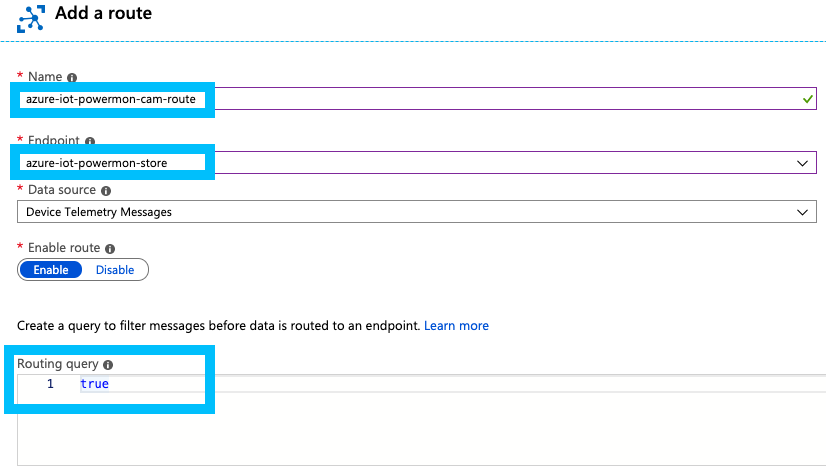 Add a route
* Name
azure-iot-powermon-cam-route
* Endpoint
azure-iot-powermon-store
* Data source
Device Telemetry Messages
* Enable route
Enable Disable
Create a query to filter messages before data is routed to an endpoint. Learn more
Routing query
1 true